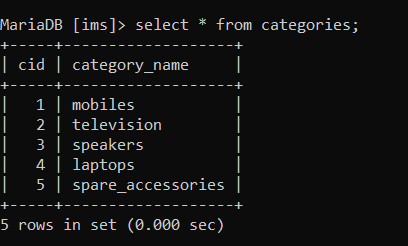 MariaDB [ims]> select * from categories;
+-----+-------------------+
| cid | category_name     |
+-----+-------------------+
|   1 | mobiles           |
|   2 | television        |
|   3 | speakers          |
|   4 | laptops           |
|   5 | spare_accessories |
+-----+-------------------+
5 rows in set (0.000 sec)